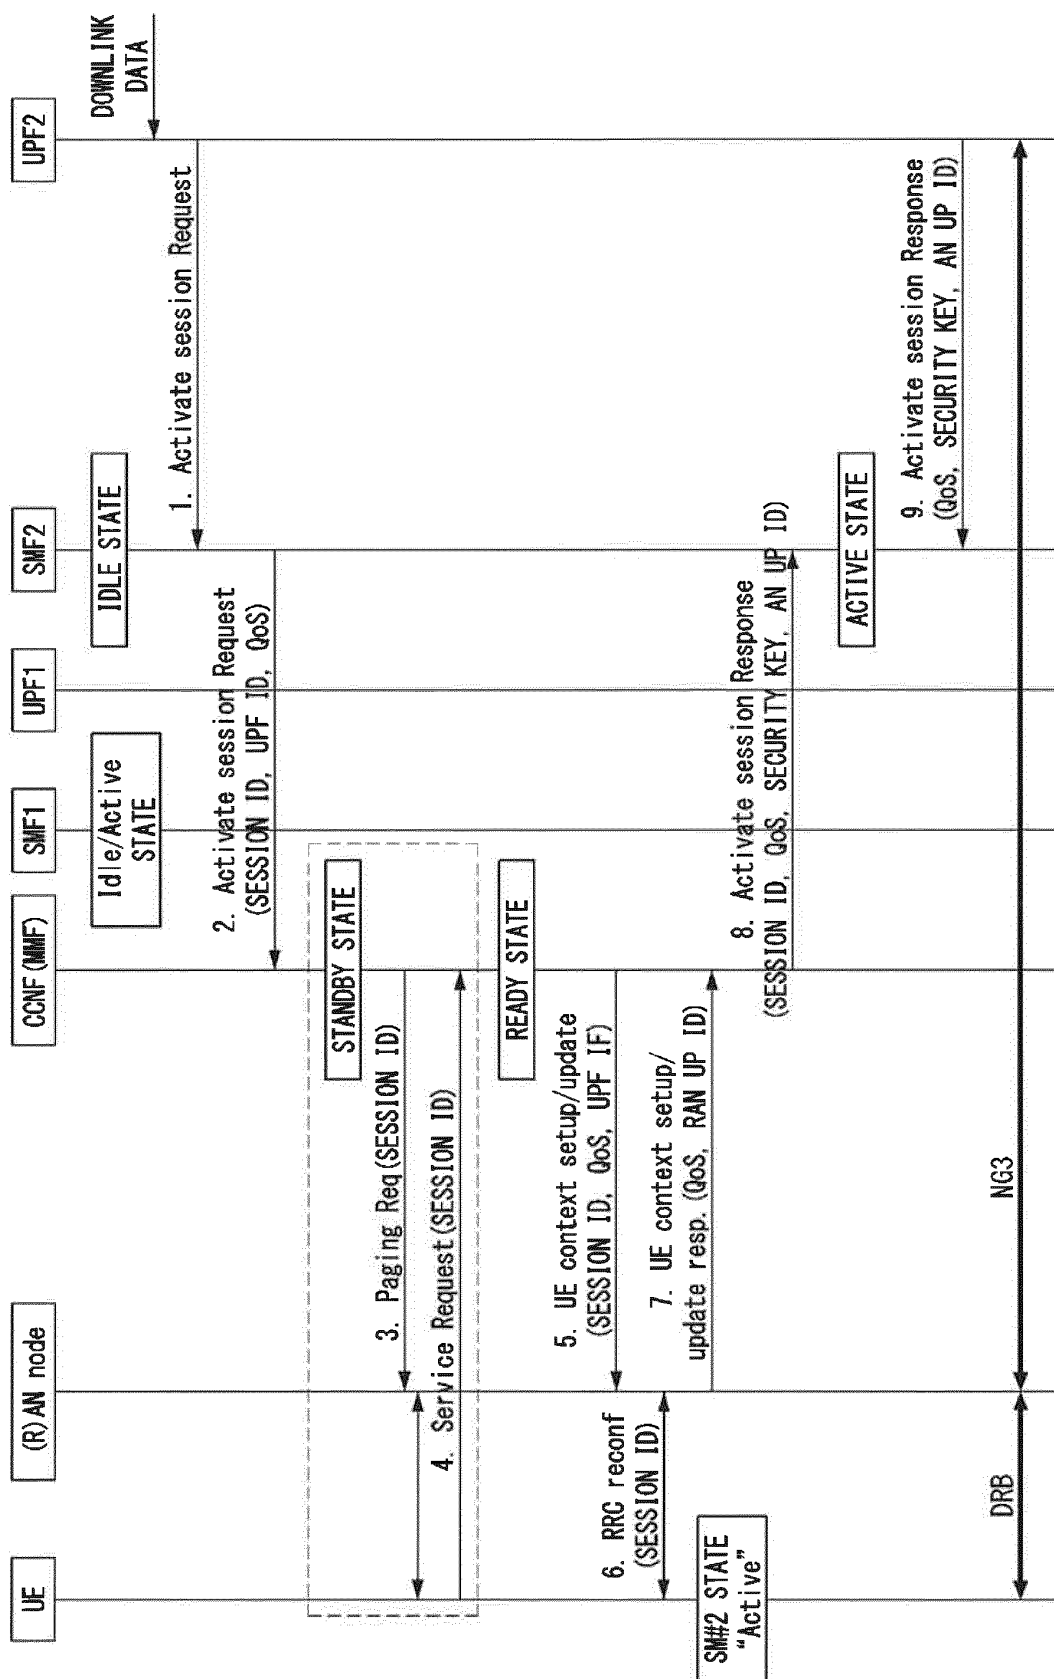 UE
(R)AN node
CCNF(MMF)
SMF1
UPF1
SMF2
UPF2
DOWNLINK
DATA
Idle/Active
STATE
IDLE STATE
1. Activate session Request
2. Activate session Request
(SESSION ID, UPF ID, QoS)
STANDBY STATE
3. Paging Req(SESSION ID)
4. Service Request(SESSION ID)
READY STATE
5. UE context setup/update
(SESSION ID, QoS, UPF IF)
6. RRC reconf
(SESSION ID)
7. UE context setup/
update resp. (QoS, RAN UP ID)
SM#2 STATE
“Active”
8. Activate session Response
(SESSION ID, QoS, SECURITY KEY, AN UP ID)
ACTIVE STATE
9. Activate session Response
(QoS, SECURITY KEY, AN UP ID)
DRB
NG3